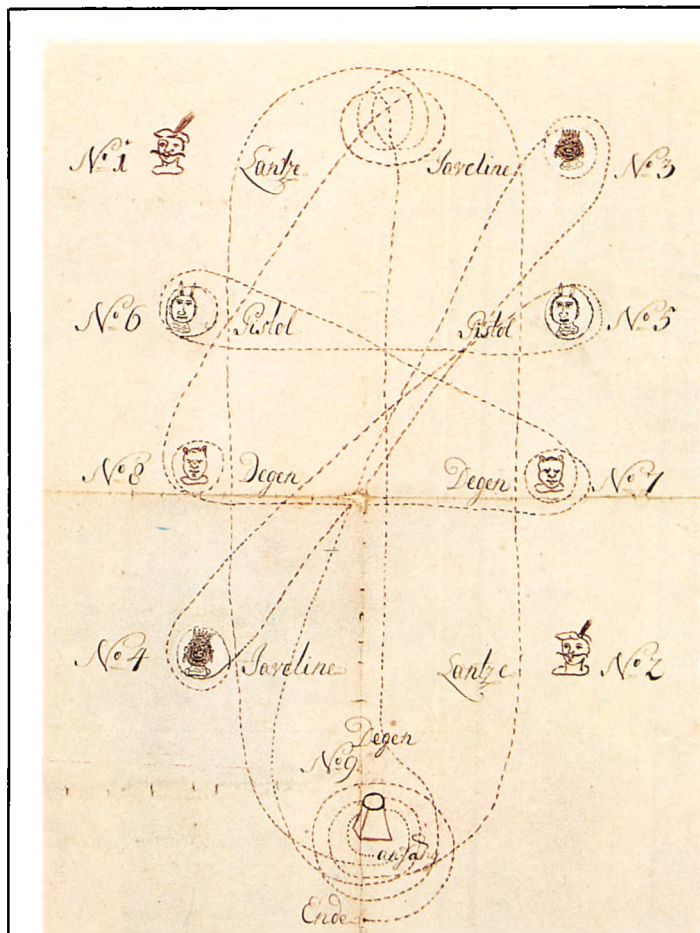 No 1 Lantze Javeline No 3
No 6 Pistol Pistol No 5
No 8 Degen Degen No 7
No 4 Javeline Lantze No 2
Degen
No 9
anfang
Ende